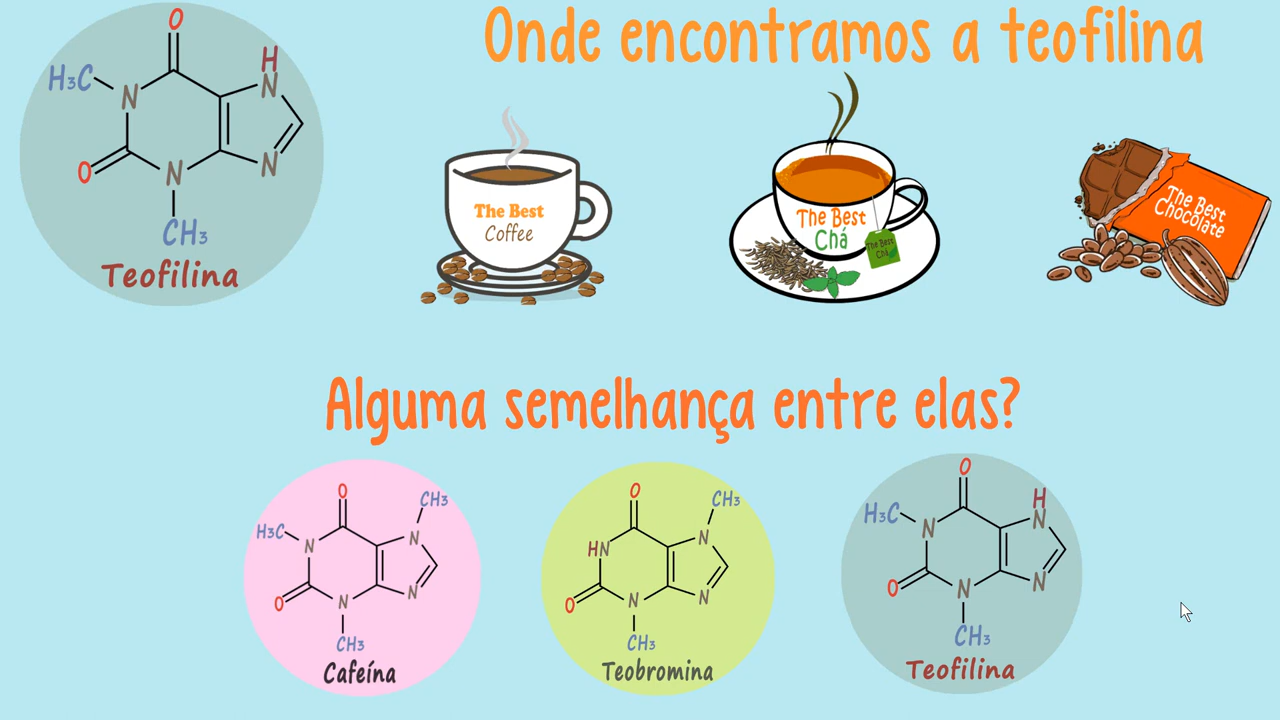 Onde encontramos a teofilina
O
H
H₃C
N
N
O
N
N
CH₃
Teofilina
The Best
Coffee
The Best
Chá
The Best
Chá
The Best
Chocolate
Alguma semelhança entre elas?
O
CH₃
H₃C
N
N
O
N
N
CH₃
Cafeína
O
CH₃
HN
N
O
N
N
CH₃
Teobromina
O
H
H₃C
N
N
O
N
N
CH₃
Teofilina